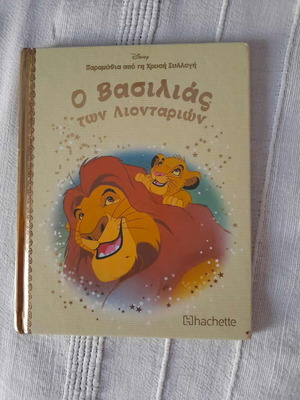 Disney
Παραμύθια από τη Χρυσή Συλλογή
Ο Βασιλιάς
των Λιονταριών
hachette